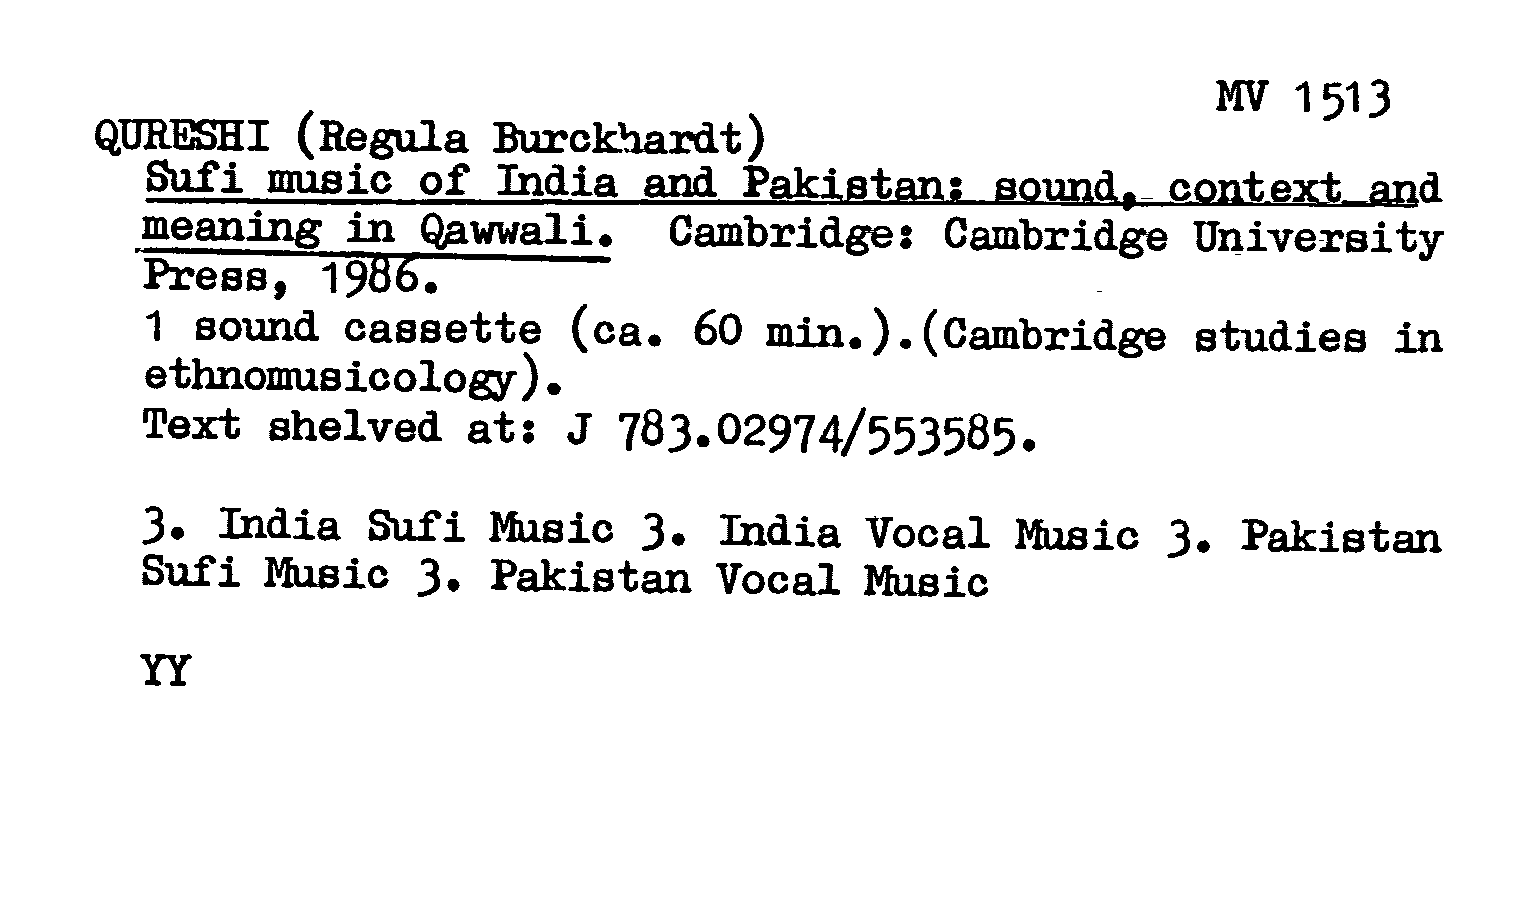 MV 1513
QURESHI (Regula Burckhardt)
Sufi music of India and Pakistan: sound, context and
meaning in Qawwali. Cambridge: Cambridge University
Press, 1986.
1 sound cassette (ca. 60 min.).(Cambridge studies in
ethnomusicology).
Text shelved at: J 783.02974/553585.
3. India Sufi Music 3. India Vocal Music 3. Pakistan
Sufi Music 3. Pakistan Vocal Music
YY